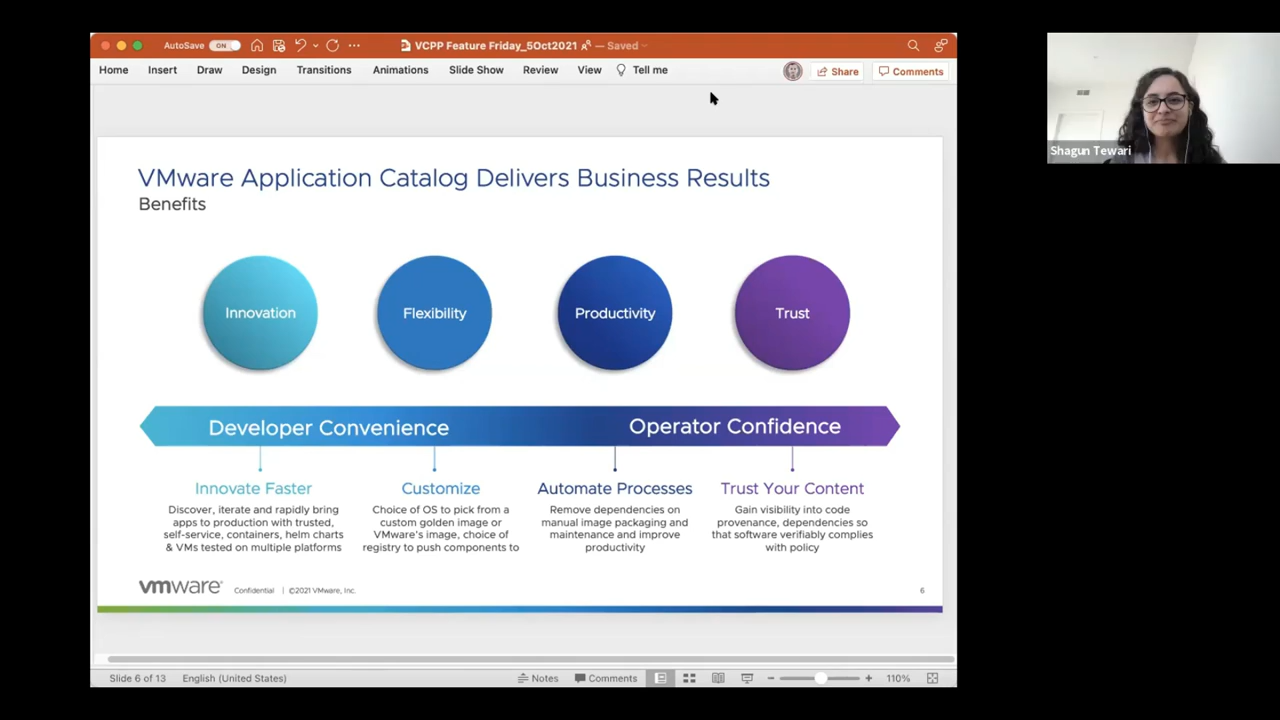 AutoSave ON
VCPP Feature Friday_5Oct2021 — Saved
Home Insert Draw Design Transitions Animations Slide Show Review View Tell me Share Comments
Shagun Tewari
VMware Application Catalog Delivers Business Results
Benefits
Innovation Flexibility Productivity Trust
Developer Convenience Operator Confidence
Innovate Faster
Discover, iterate and rapidly bring
apps to production with trusted,
self-service, containers, helm charts
& VMs tested on multiple platforms
Customize
Choice of OS to pick from a
custom golden image or
VMware's image, choice of
registry to push components to
Automate Processes
Remove dependencies on
manual image packaging and
maintenance and improve
productivity
Trust Your Content
Gain visibility into code
provenance, dependencies so
that software verifiably complies
with policy
vmware® Confidential | ©2021 VMware, Inc. 6
Slide 6 of 13 English (United States) Notes Comments 110%